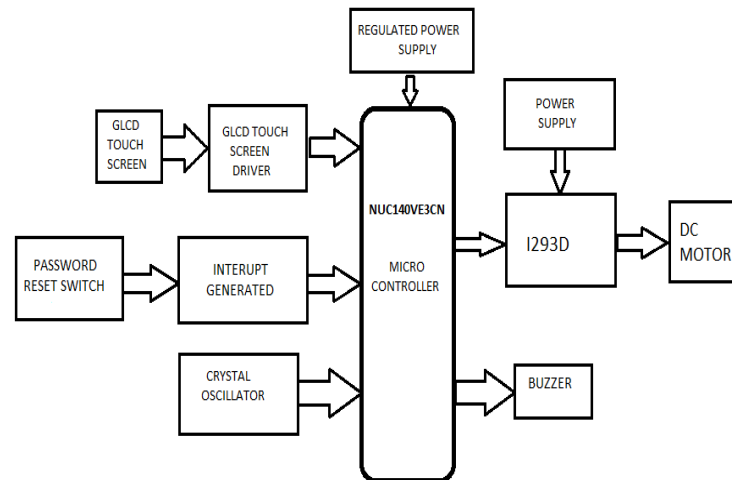 REGULATED POWER
SUPPLY
POWER
SUPPLY
GLCD
TOUCH
SCREEN
GLCD TOUCH
SCREEN
DRIVER
NUC140VE3CN
MICRO
CONTROLLER
I293D
DC
MOTOR
PASSWORD
RESET SWITCH
INTERUPT
GENERATED
CRYSTAL
OSCILLATOR
BUZZER